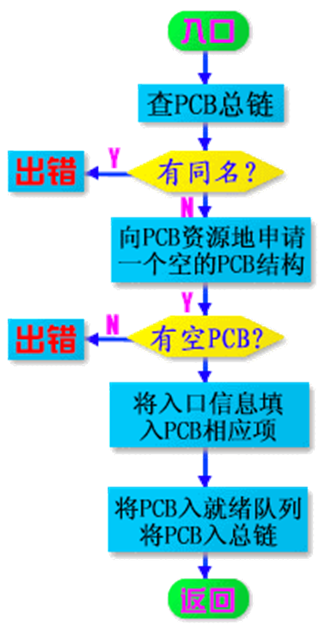 入口
查PCB总链
Y
出错
有同名?
N
向PCB资源地申请
一个空的PCB结构
Y
N
出错
有空PCB?
将入口信息填
入PCB相应项
将PCB入就绪队列
将PCB入总链
返回